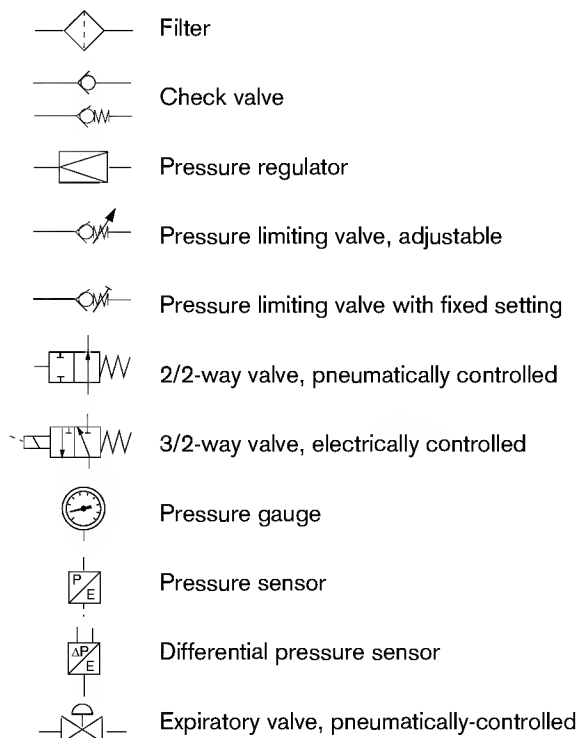 Filter
Check valve
Pressure regulator
Pressure limiting valve, adjustable
Pressure limiting valve with fixed setting
2/2-way valve, pneumatically controlled
3/2-way valve, electrically controlled
Pressure gauge
P
E
Pressure sensor
ΔP
E
Differential pressure sensor
Expiratory valve, pneumatically-controlled